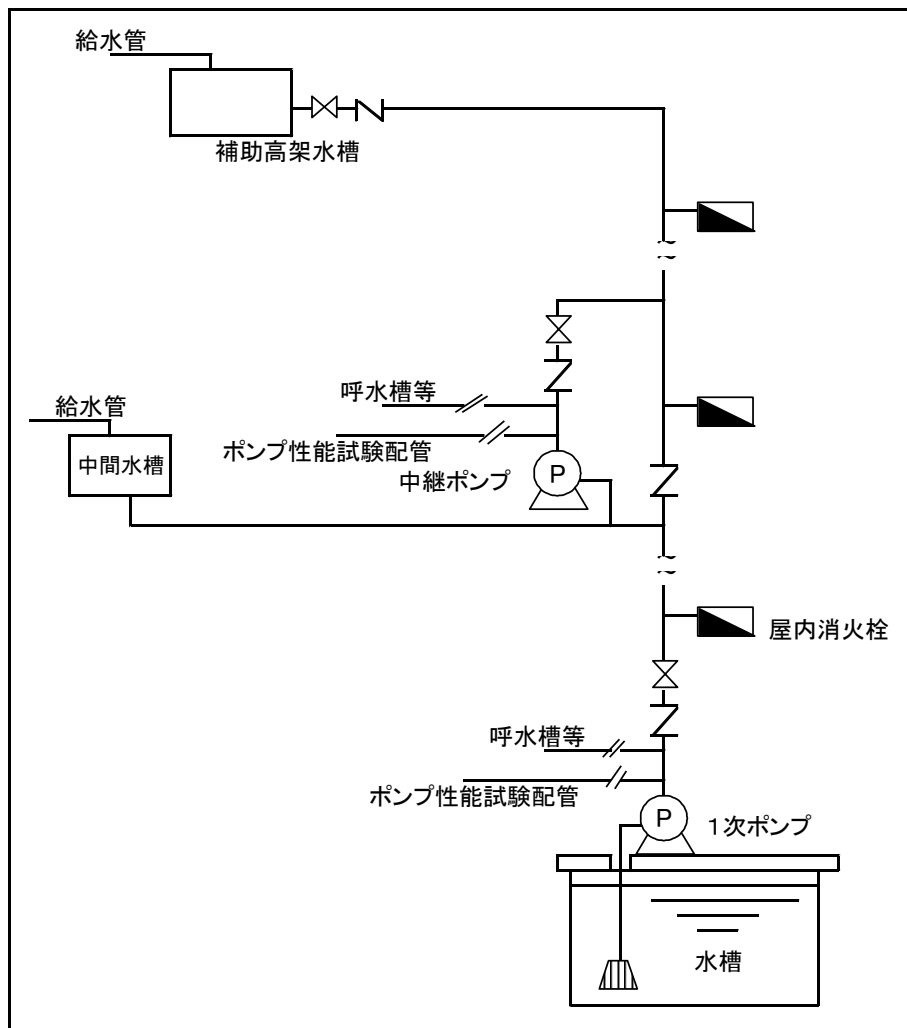 給水管
補助高架水槽
呼水槽等
給水管
ポンプ性能試験配管
中間水槽
中継ポンプ
P
屋内消火栓
呼水槽等
ポンプ性能試験配管
P
1次ポンプ
水槽